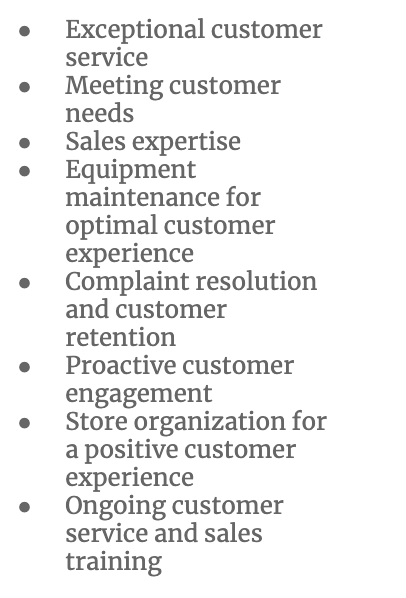 ● Exceptional customer
service
● Meeting customer
needs
● Sales expertise
● Equipment
maintenance for
optimal customer
experience
● Complaint resolution
and customer
retention
● Proactive customer
engagement
● Store organization for
a positive customer
experience
● Ongoing customer
service and sales
training